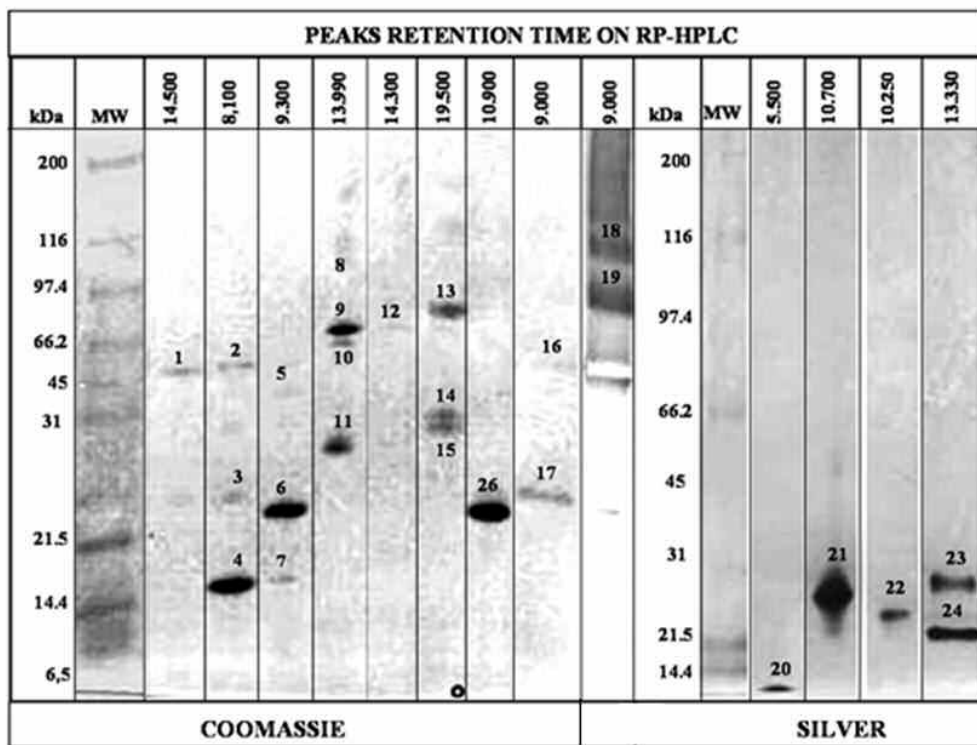 PEAKS RETENTION TIME ON RP-HPLC
kDa MW 14.500 8,100 9.300 13.990 14.300 19.500 10.900 9.000 9.000 kDa MW 5.500 10.700 10.250 13.330
200 200
116 116
18
8
97.4 19
13
9 12 97.4
66.2
1 2 10 16
5
45
14
31 11 66.2
15
3 6 26 17 45
21.5
4 7 31 21 23
22
14.4
24
21.5
20 14.4
6,5
COOMASSIE SILVER